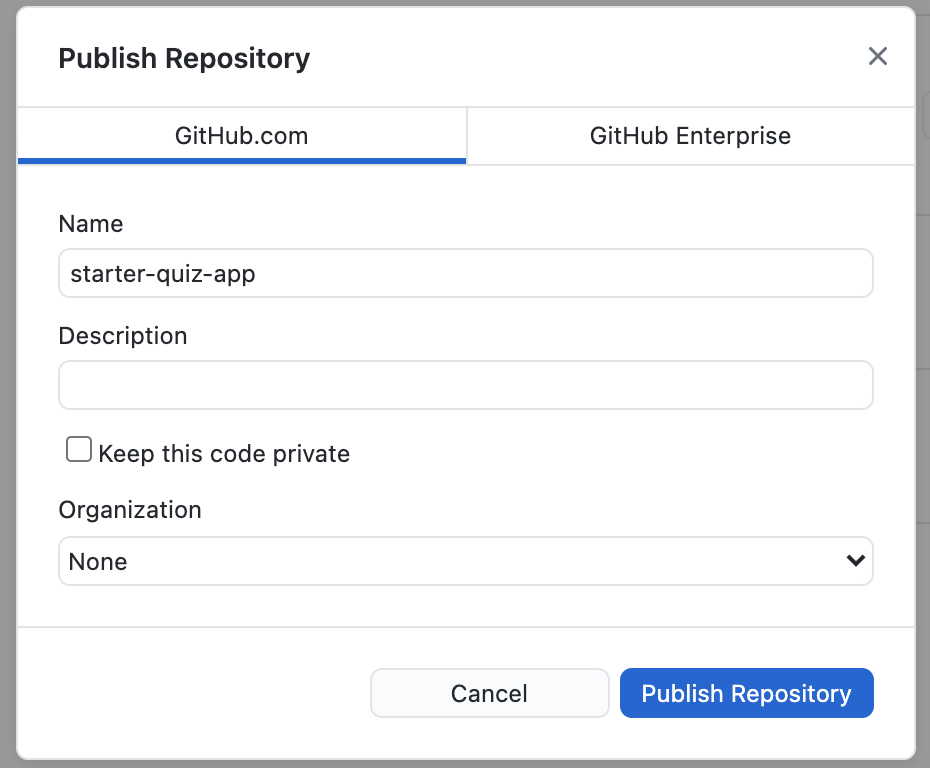 Publish Repository
GitHub.com
GitHub Enterprise
Name
starter-quiz-app
Description
Keep this code private
Organization
None
Cancel
Publish Repository